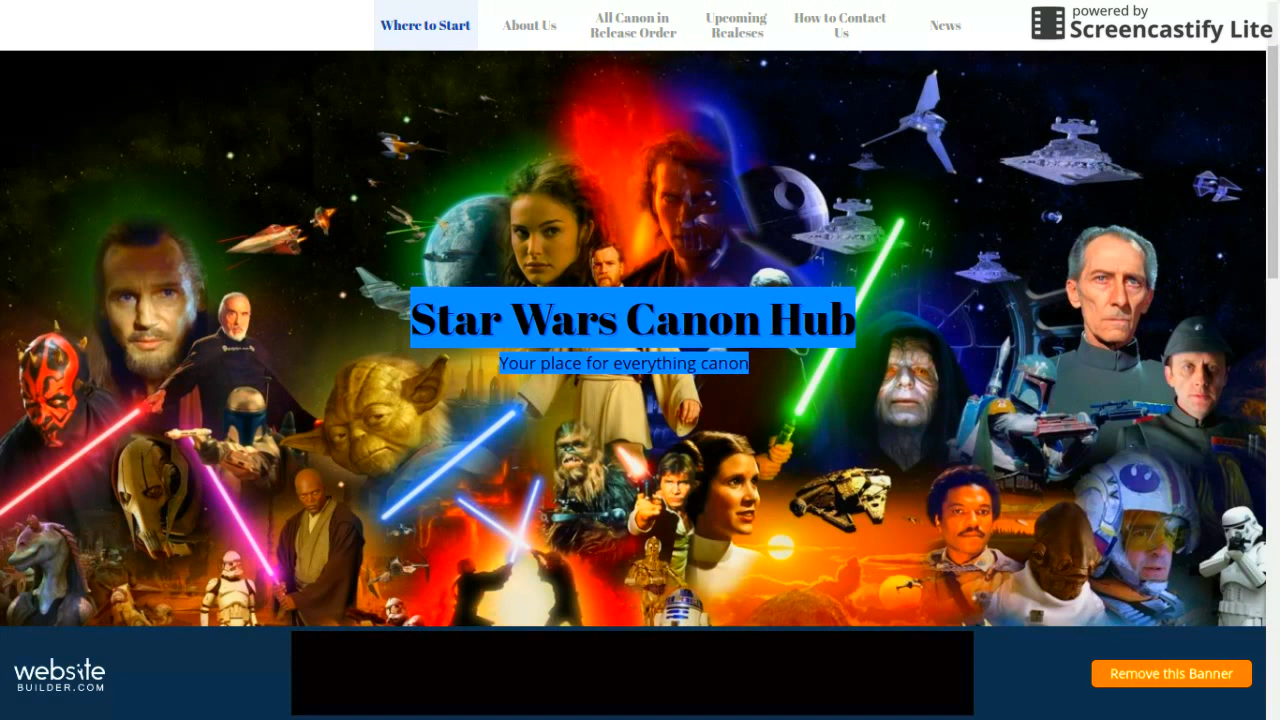 Where to Start
About Us
All Canon in
Release Order
Upcoming
Realeses
How to Contact
Us
News
powered by
Screencastify Lite
Star Wars Canon Hub
Your place for everything canon
website
BUILDER.COM
Remove this Banner